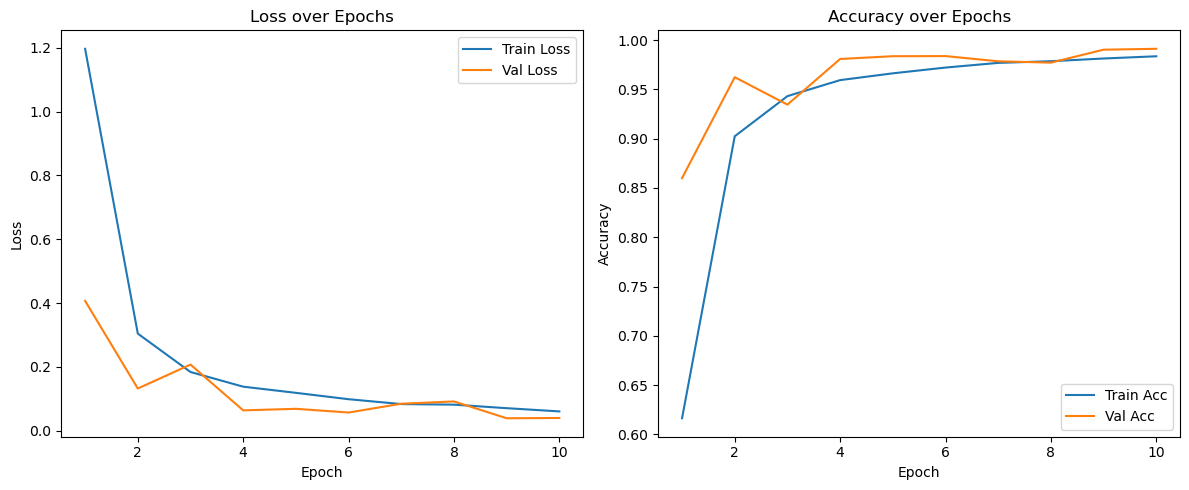 Loss over Epochs
Train Loss
Val Loss
1.2
1.0
0.8
0.6
0.4
0.2
0.0
Loss
2
4
6
8
10
Epoch
Accuracy over Epochs
1.00
0.95
0.90
0.85
0.80
0.75
0.70
0.65
0.60
Accuracy
Train Acc
Val Acc
2
4
6
8
10
Epoch